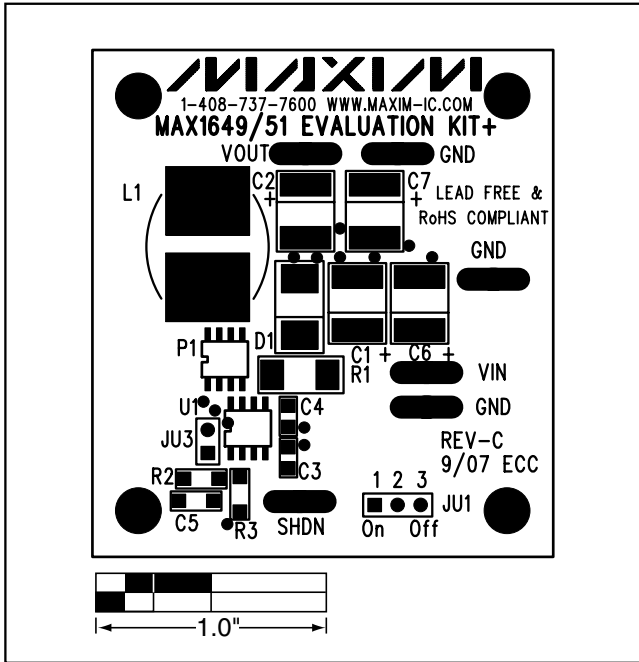 MAXIM
1-408-737-7600 WWW.MAXIM-IC.COM
MAX1649/51 EVALUATION KIT+
VOUT GND
C2 C7
+ +
L1
LEAD FREE &
RoHS COMPLIANT
GND
D1
C1 + C6 +
P1
R1
VIN
U1
C4
GND
JU3
REV-C
9/07 ECC
C3
R2
1 2 3
C5
R3
SHDN
JU1
On Off
1.0"